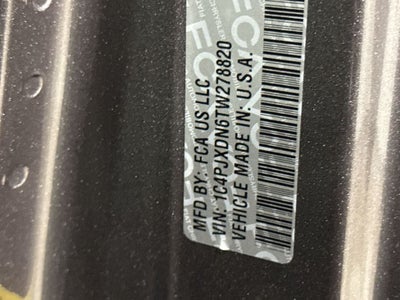 MFD BY: FCA US LLC
VIN: 1C4PJXDN6TW278820
VEHICLE MADE IN: U.S.A.